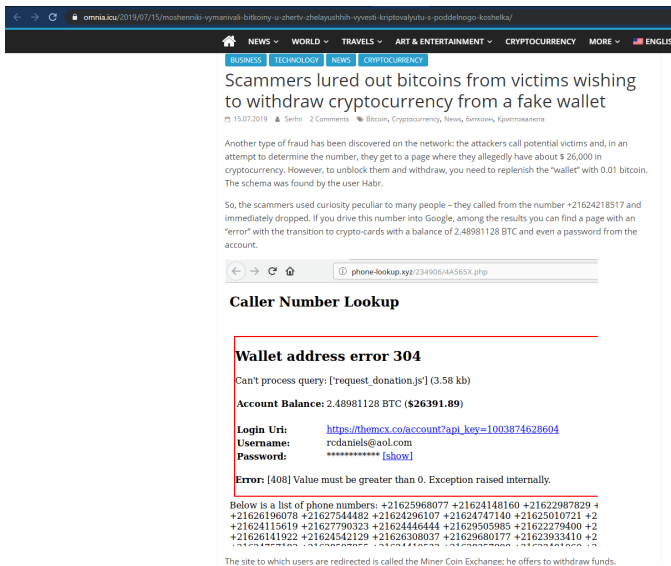 omnia.icu/2019/07/15/moshenniki-vymanivali-bitkoiny-u-zhertv-zhelayushhih-vyvesti-kriptovalyutu-s-poddelnogo-koshelka/
NEWS WORLD TRAVELS ART & ENTERTAINMENT CRYPTOCURRENCY MORE ENGLIS
BUSINESS TECHNOLOGY NEWS CRYPTOCURRENCY
Scammers lured out bitcoins from victims wishing
to withdraw cryptocurrency from a fake wallet
15.07.2019 Serhii 2 Comments Bitcoin, Cryptocurrency, News, биткоин, Криптовалюта
Another type of fraud has been discovered on the network: the attackers call potential victims and, in an
attempt to determine the number, they get to a page where they allegedly have about $ 26,000 in
cryptocurrency. However, to unblock them and withdraw, you need to replenish the “wallet” with 0.01 bitcoin.
The schema was found by the user Habr.
So, the scammers used curiosity peculiar to many people – they called from the number +21624218517 and
immediately dropped. If you drive this number into Google, among the results you can find a page with an
“error” with the transition to crypto-cards with a balance of 2.48981128 BTC and even a password from the
account.
phone-lookup.xyz/234906/4A565X.php
Caller Number Lookup
Wallet address error 304
Can't process query: ['request_donation.js'] (3.58 kb)
Account Balance: 2.48981128 BTC ($26391.89)
Login Uri: https://themcx.co/account?api_key=1003874628604
Username: rcdaniels@aol.com
Password: ************ [show]
Error: [408] Value must be greater than 0. Exception raised internally.
Below is a list of phone numbers: +21625968077 +21624148160 +21622987829 +
+21626196078 +21627544482 +21624296107 +21624747140 +21625010721 +2
+21624115619 +21627790323 +21624446444 +21629505985 +21622279400 +2
+21626141922 +21624542129 +21626308037 +21629680177 +21623933410 +2
The site to which users are redirected is called the Miner Coin Exchange; he offers to withdraw funds.